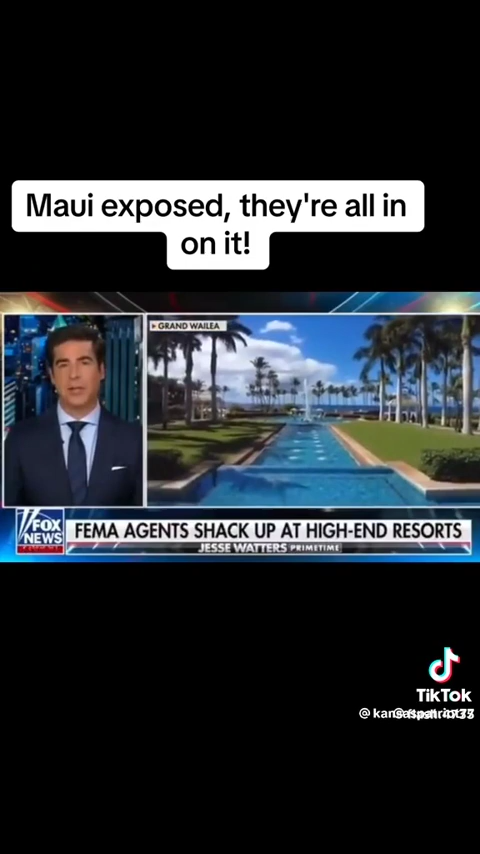 Maui exposed, they're all in
on it!
GRAND WAILEA
FOX
NEWS
FEMA AGENTS SHACK UP AT HIGH-END RESORTS
JESSE WATTERS PRIMETIME
TikTok